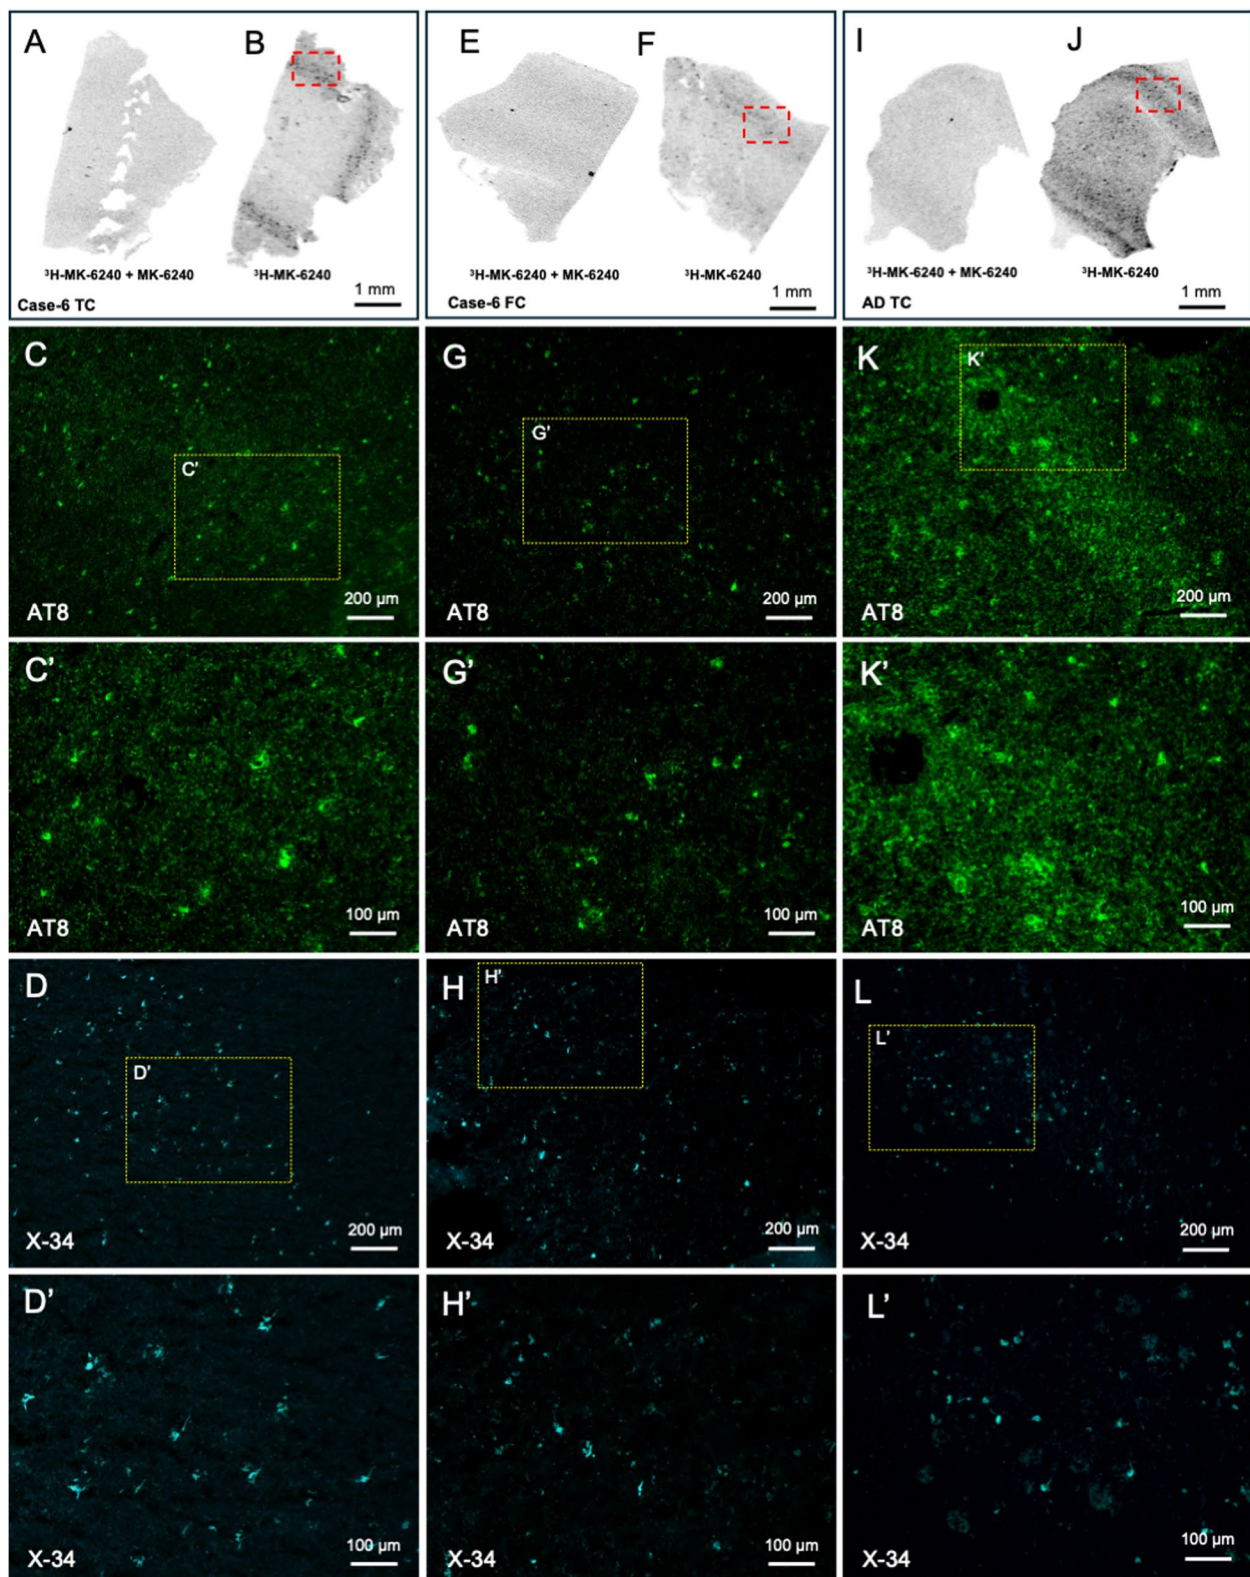 A
B
³H-MK-6240 + MK-6240
³H-MK-6240
Case-6 TC
1 mm
E
F
³H-MK-6240 + MK-6240
³H-MK-6240
Case-6 FC
1 mm
I
J
³H-MK-6240 + MK-6240
³H-MK-6240
AD TC
1 mm
C
C'
AT8
200 µm
G
G'
AT8
200 µm
K
K'
AT8
200 µm
C'
AT8
100 µm
G'
AT8
100 µm
K'
AT8
100 µm
D
D'
X-34
200 µm
H
H'
X-34
200 µm
L
L'
X-34
200 µm
D'
X-34
100 µm
H'
X-34
100 µm
L'
X-34
100 µm